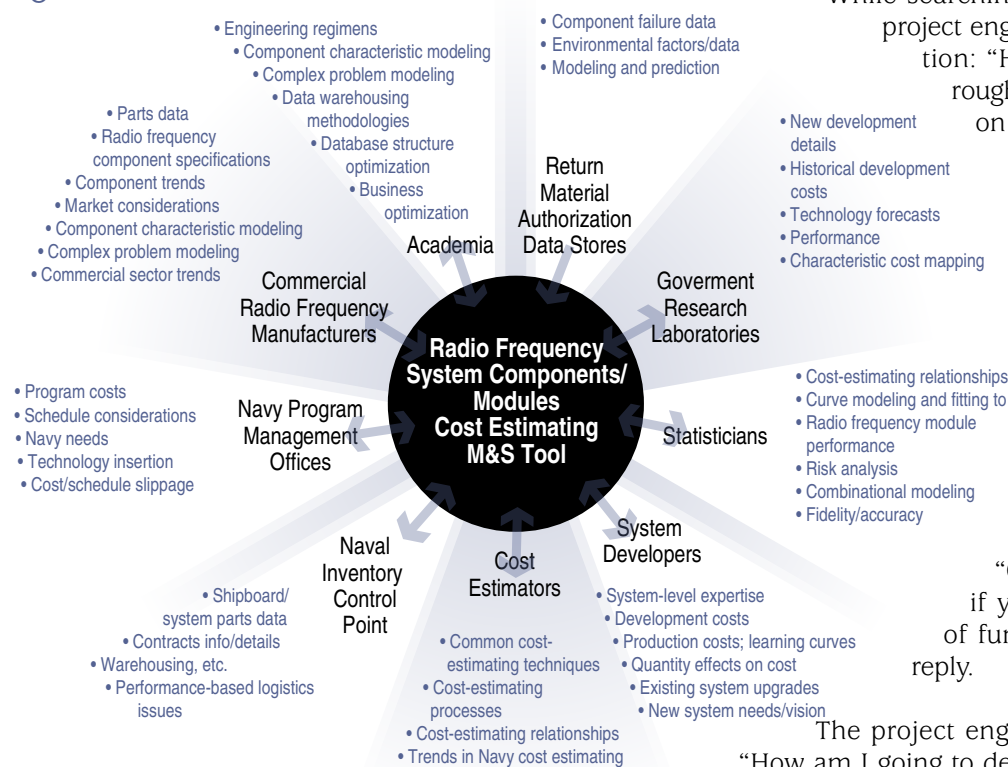 • Engineering regimens
• Component characteristic modeling
• Complex problem modeling
• Data warehousing
methodologies
• Database structure
optimization
• Business
optimization
Academia
• Component failure data
• Environmental factors/data
• Modeling and prediction
Return
Material
Authorization
Data Stores
• Parts data
• Radio frequency
component specifications
• Component trends
• Market considerations
• Component characteristic modeling
• Complex problem modeling
• Commercial sector trends
Commercial
Radio Frequency
Manufacturers
• New development
details
• Historical development
costs
• Technology forecasts
• Performance
• Characteristic cost mapping
Goverment
Research
Laboratories
Radio Frequency
System Components/
Modules
Cost Estimating
M&S Tool
• Program costs
• Schedule considerations
• Navy needs
• Technology insertion
• Cost/schedule slippage
Navy Program
Management
Offices
Statisticians
• Cost-estimating relationships
• Curve modeling and fitting to
• Radio frequency module
performance
• Risk analysis
• Combinational modeling
• Fidelity/accuracy
Naval
Inventory
Control
Point
• Shipboard/
system parts data
• Contracts info/details
• Warehousing, etc.
• Performance-based logistics
issues
Cost
Estimators
• Common cost-
estimating techniques
• Cost-estimating
processes
• Cost-estimating relationships
• Trends in Navy cost estimating
System
Developers
• System-level expertise
• Development costs
• Production costs; learning curves
• Quantity effects on cost
• Existing system upgrades
• New system needs/vision
project eng
tion: “H
rough
on
if y
of fur
reply.
The project eng
“How am I going to de